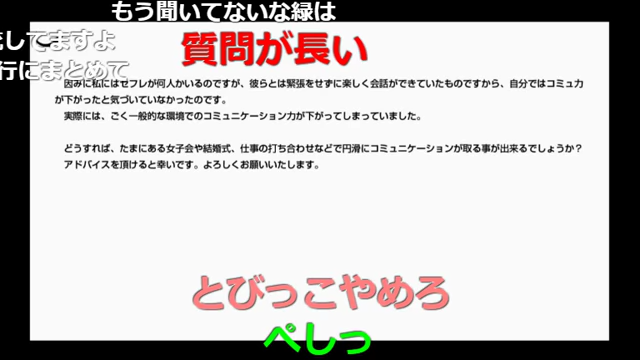 もう聞いてないな緑は
流してますよ
質問が長い
行にまとめて
因みに私にはセフレが何人かいるのですが、彼らとは緊張をせずに楽しく会話ができていたものですから、自分ではコミュ力
が下がったと気づいていなかったのです。
実際には、ごく一般的な環境でのコミュニケーション力が下がってしまっていました。
どうすれば、たまにある女子会や結婚式、仕事の打ち合わせなどで円滑にコミュニケーションが取る事が出来るでしょうか？
アドバイスを頂けると幸いです。よろしくお願いいたします。
とびっこやめろ
ぺしっ